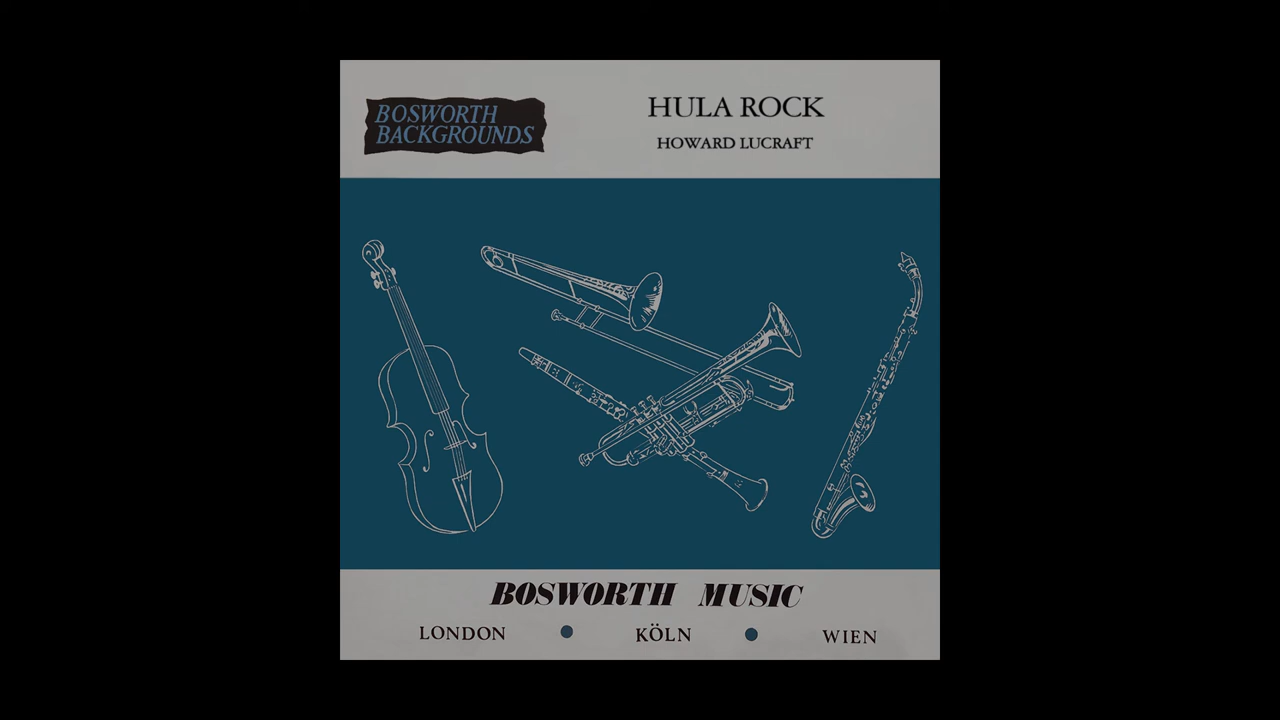 BOSWORTH
BACKGROUNDS
HULA ROCK
HOWARD LUCRAFT
BOSWORTH MUSIC
LONDON • KÖLN • WIEN